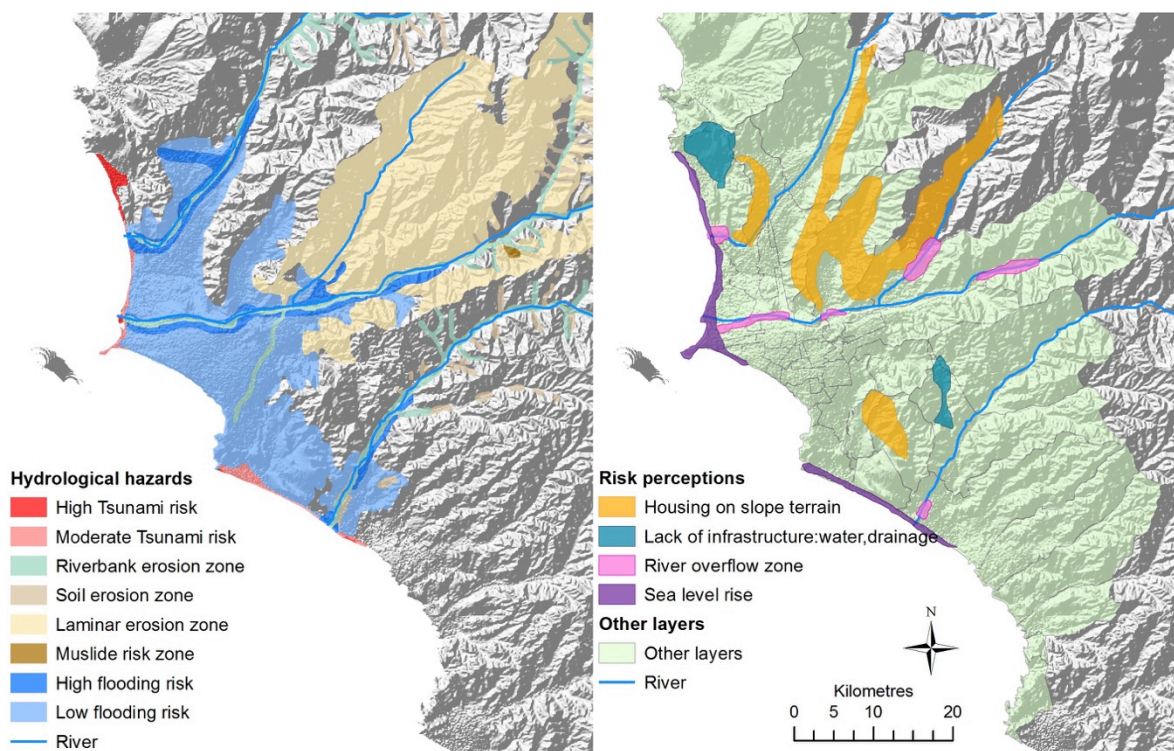 Hydrological hazards
High Tsunami risk
Moderate Tsunami risk
Riverbank erosion zone
Soil erosion zone
Laminar erosion zone
Muslide risk zone
High flooding risk
Low flooding risk
River
Risk perceptions
Housing on slope terrain
Lack of infrastructure:water,drainage
River overflow zone
Sea level rise
Other layers
Other layers
River
N
Kilometres
0 5 10 20